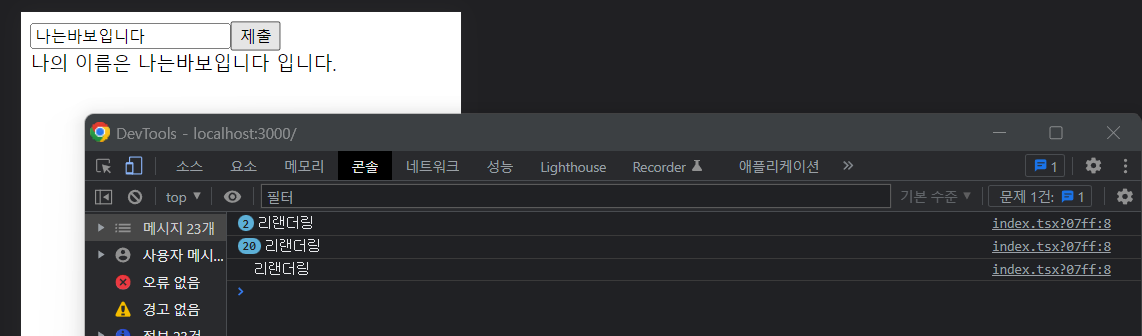 나는바보입니다 제출
나의 이름은 나는바보입니다 입니다.
DevTools - localhost:3000/
소스 요소 메모리 콘솔 네트워크 성능 Lighthouse Recorder 애플리케이션 » 1
top ▼ 필터 기본 수준 ▼ 문제 1건: 1
메시지 23개 2 리랜더링 index.tsx?07ff:8
사용자 메시... 20 리랜더링 index.tsx?07ff:8
오류 없음 리랜더링 index.tsx?07ff:8
경고 없음
정보 23건